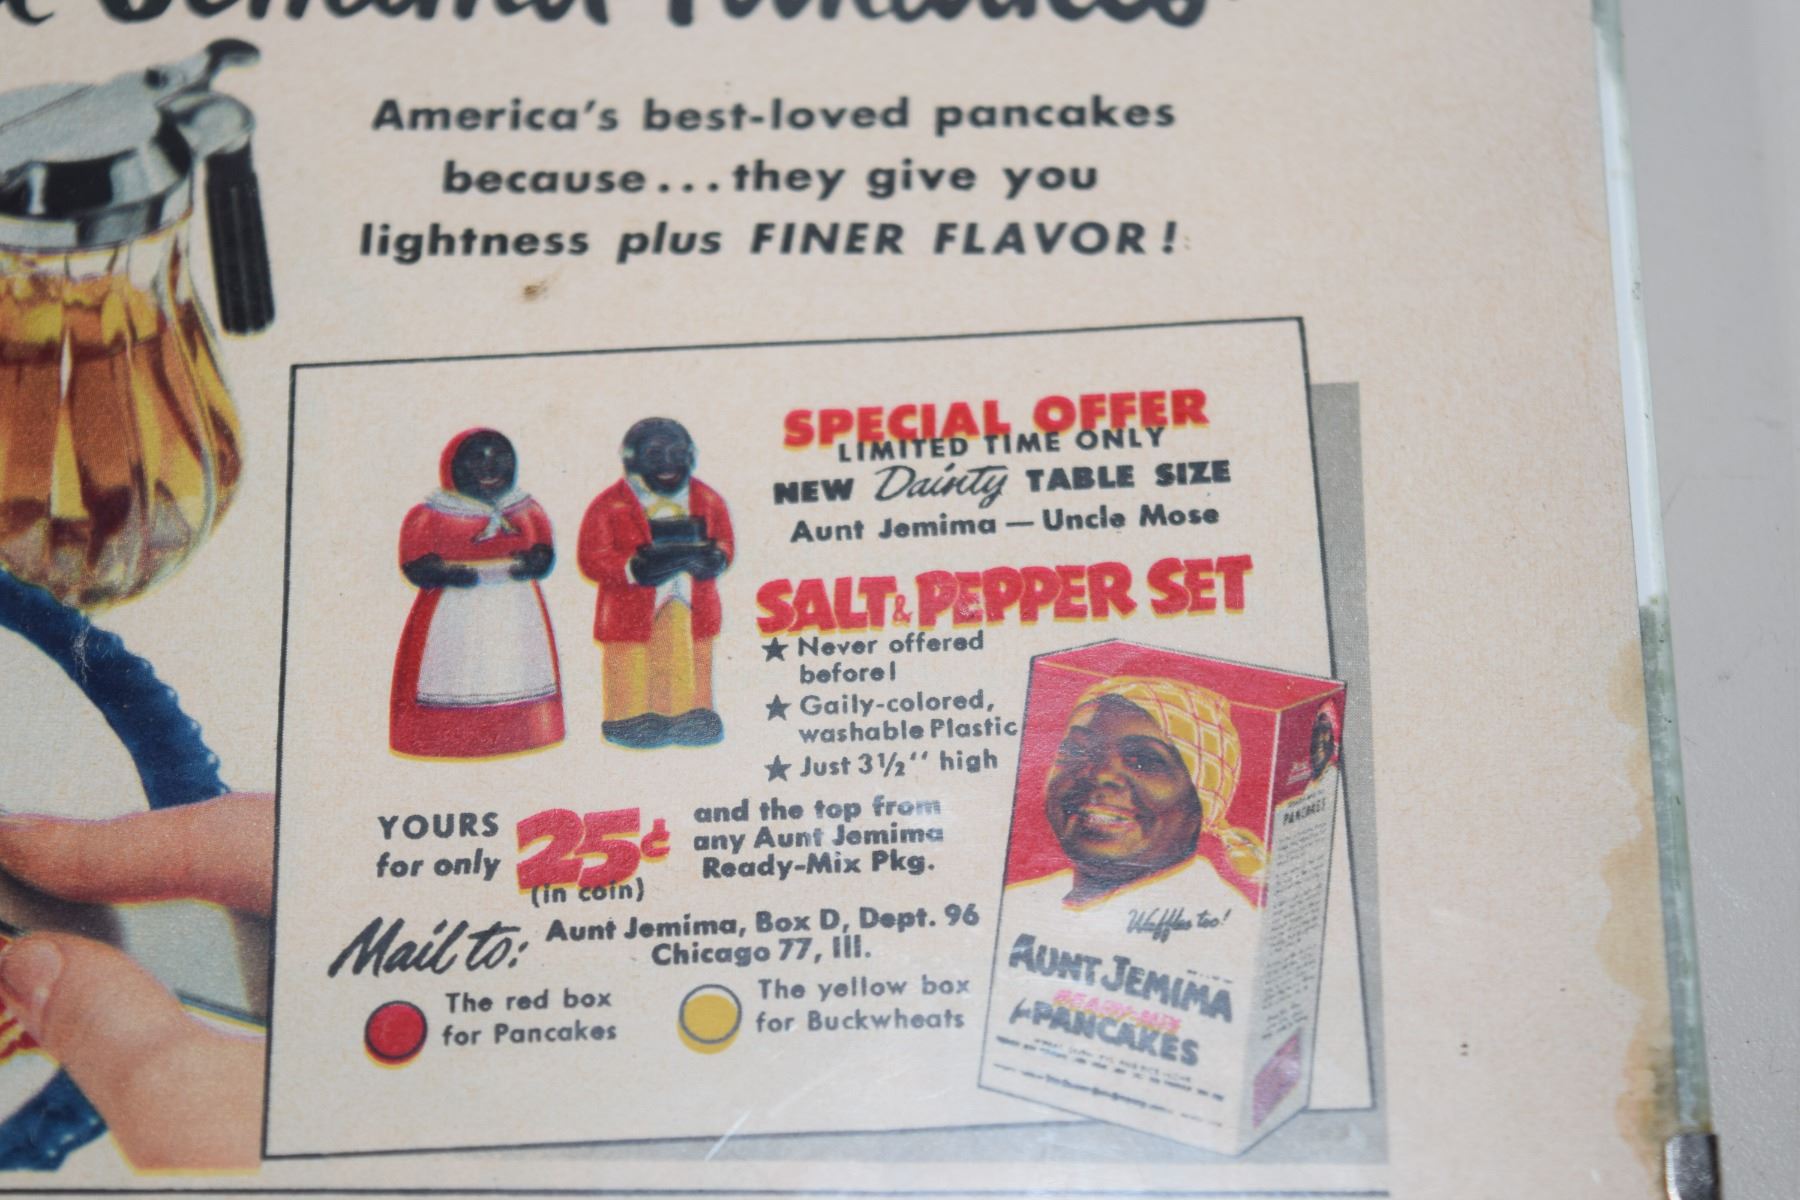 Jemima Pancakes
America's best-loved pancakes
because...they give you
lightness plus FINER FLAVOR!
SPECIAL OFFER
LIMITED TIME ONLY
NEW Dainty TABLE SIZE
Aunt Jemima — Uncle Mose
SALT & PEPPER SET
★ Never offered
before!
★ Gaily-colored,
washable Plastic
★ Just 3½" high
YOURS
for only
25¢
(in coin)
and the top from
any Aunt Jemima
Ready-Mix Pkg.
Mail to: Aunt Jemima, Box D, Dept. 96
Chicago 77, Ill.
The red box
for Pancakes
The yellow box
for Buckwheats
Waffles too!
AUNT JEMIMA
READY-MIX
for PANCAKES
PANCAKES